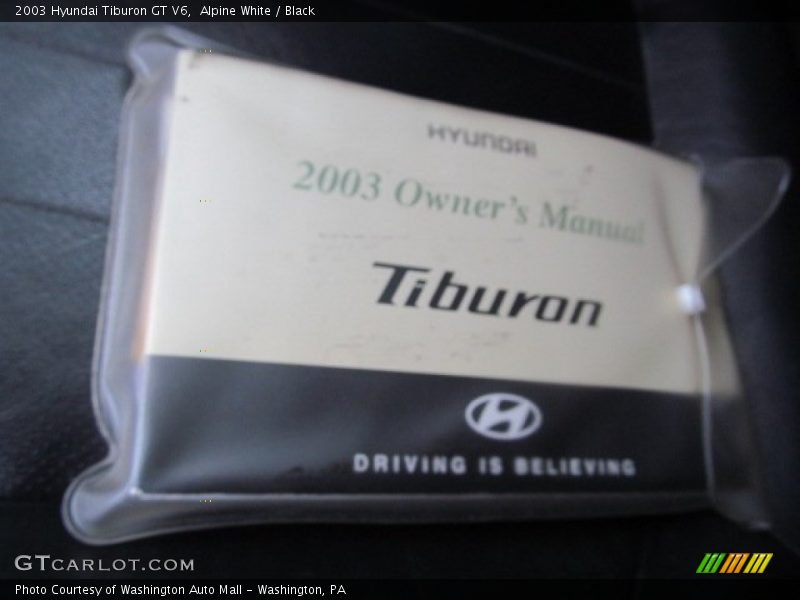 2003 Hyundai Tiburon GT V6,  Alpine White / Black
HYUNDAI
2003 Owner's Manual
Tiburon
DRIVING IS BELIEVING
GTCARLOT.COM
Photo Courtesy of Washington Auto Mall - Washington, PA